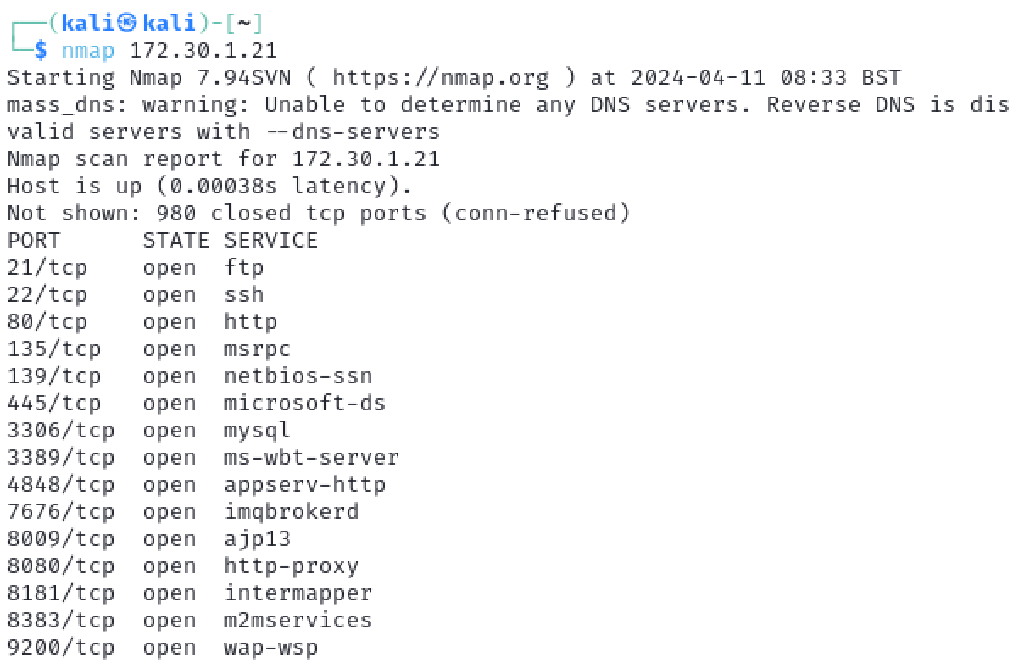 ┌──(kali㉿kali)-[~]
└─$ nmap 172.30.1.21
Starting Nmap 7.94SVN ( https://nmap.org ) at 2024-04-11 08:33 BST
mass_dns: warning: Unable to determine any DNS servers. Reverse DNS is dis
valid servers with --dns-servers
Nmap scan report for 172.30.1.21
Host is up (0.00038s latency).
Not shown: 980 closed tcp ports (conn-refused)
PORT     STATE SERVICE
21/tcp   open  ftp
22/tcp   open  ssh
80/tcp   open  http
135/tcp  open  msrpc
139/tcp  open  netbios-ssn
445/tcp  open  microsoft-ds
3306/tcp open  mysql
3389/tcp open  ms-wbt-server
4848/tcp open  appserv-http
7676/tcp open  imqbrokerd
8009/tcp open  ajp13
8080/tcp open  http-proxy
8181/tcp open  intermapper
8383/tcp open  m2mservices
9200/tcp open  wap-wsp